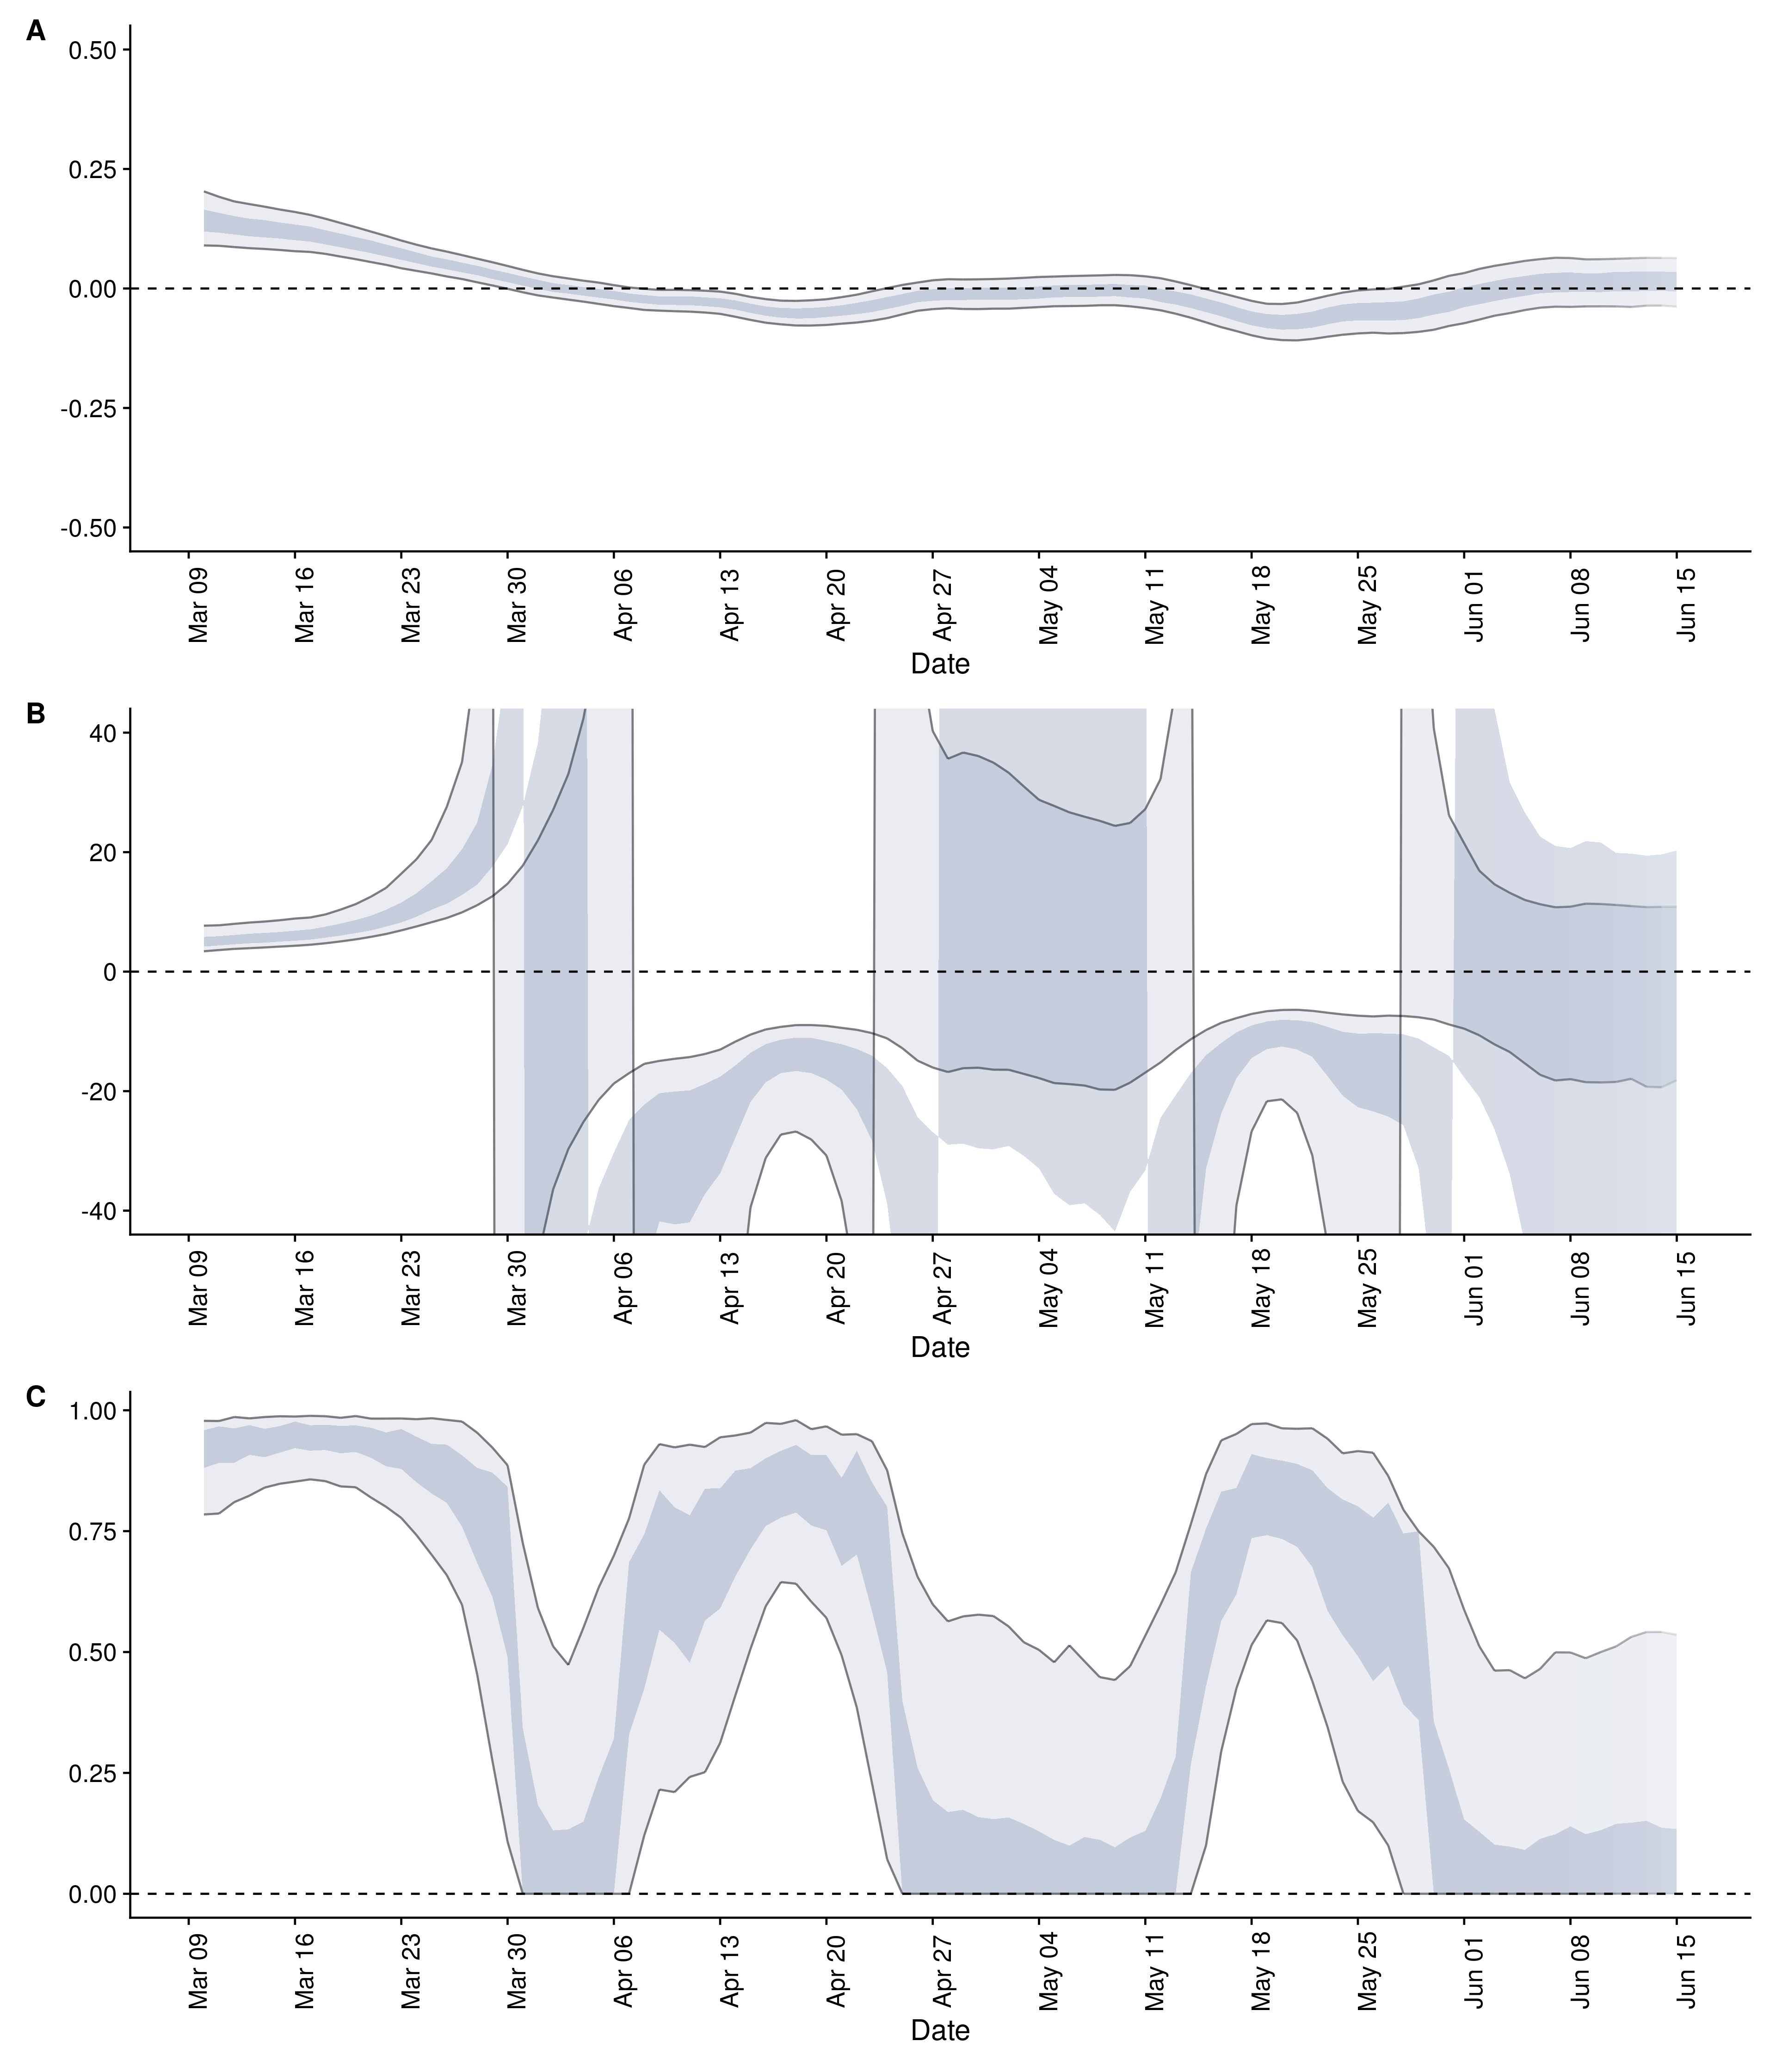 A
0.50
0.25
0.00
-0.25
-0.50
Mar 09
Mar 16
Mar 23
Mar 30
Apr 06
Apr 13
Apr 20
Apr 27
May 04
May 11
May 18
May 25
Jun 01
Jun 08
Jun 15
Date
B
40
20
0
-20
-40
Mar 09
Mar 16
Mar 23
Mar 30
Apr 06
Apr 13
Apr 20
Apr 27
May 04
May 11
May 18
May 25
Jun 01
Jun 08
Jun 15
Date
C
1.00
0.75
0.50
0.25
0.00
Mar 09
Mar 16
Mar 23
Mar 30
Apr 06
Apr 13
Apr 20
Apr 27
May 04
May 11
May 18
May 25
Jun 01
Jun 08
Jun 15
Date